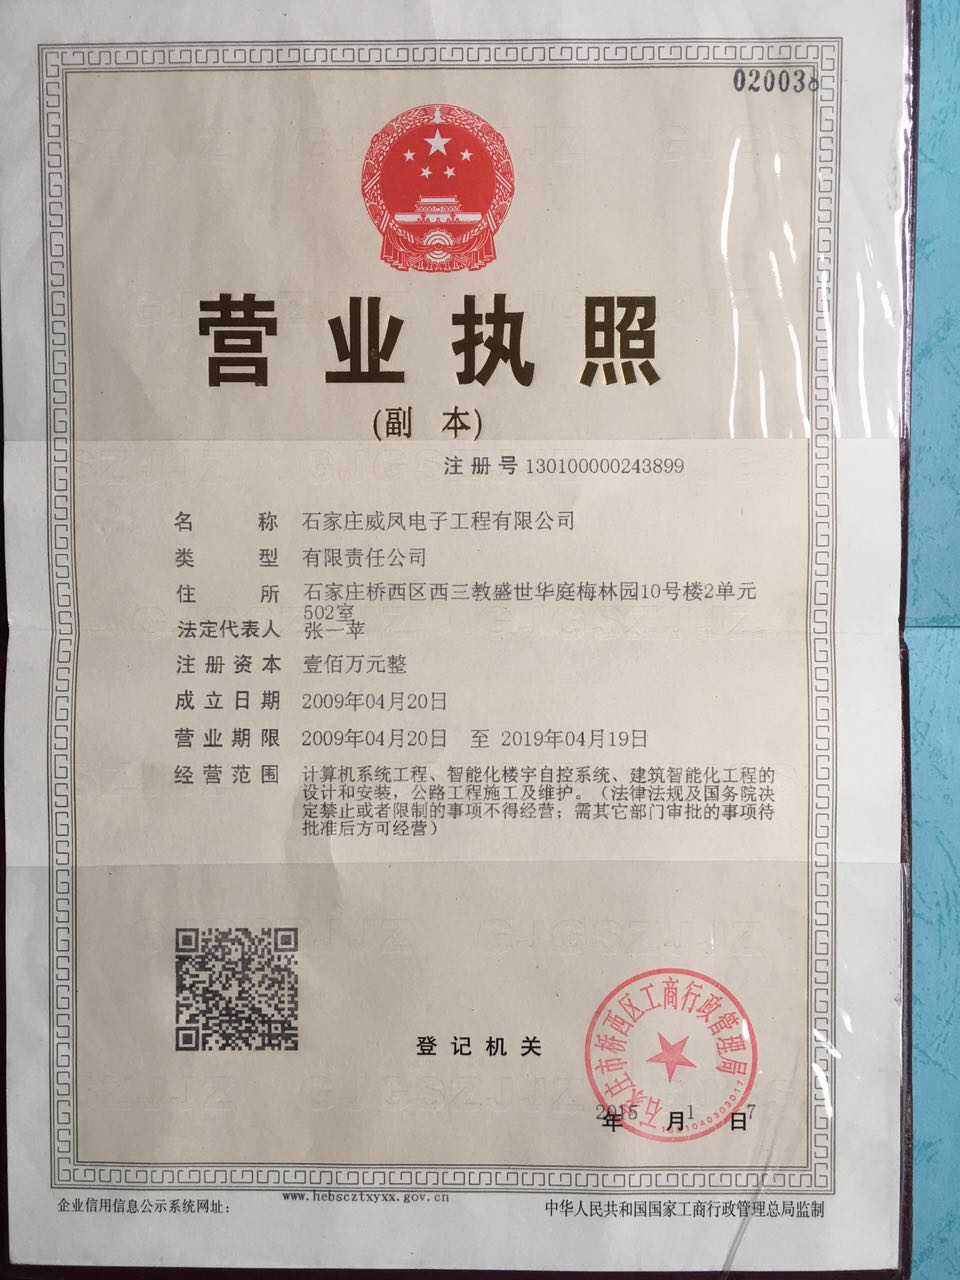 020038
营业执照
(副 本)
注册号 130100000243899
名 称 石家庄威凤电子工程有限公司
类 型 有限责任公司
住 所 石家庄桥西区西三教盛世华庭梅林园10号楼2单元
502室
法定代表人 张一苹
注册资本 壹佰万元整
成立日期 2009年04月20日
营业期限 2009年04月20日 至 2019年04月19日
经营范围 计算机系统工程、智能化楼宇自控系统、建筑智能化工程的
设计和安装，公路工程施工及维护。（法律法规及国务院决
定禁止或者限制的事项不得经营；需其它部门审批的事项待
批准后方可经营）
登记机关
石家庄市桥西区工商行政管理局
2015年1月7日
企业信用信息公示系统网址：
www.hebscztxyxx.gov.cn
中华人民共和国国家工商行政管理总局监制